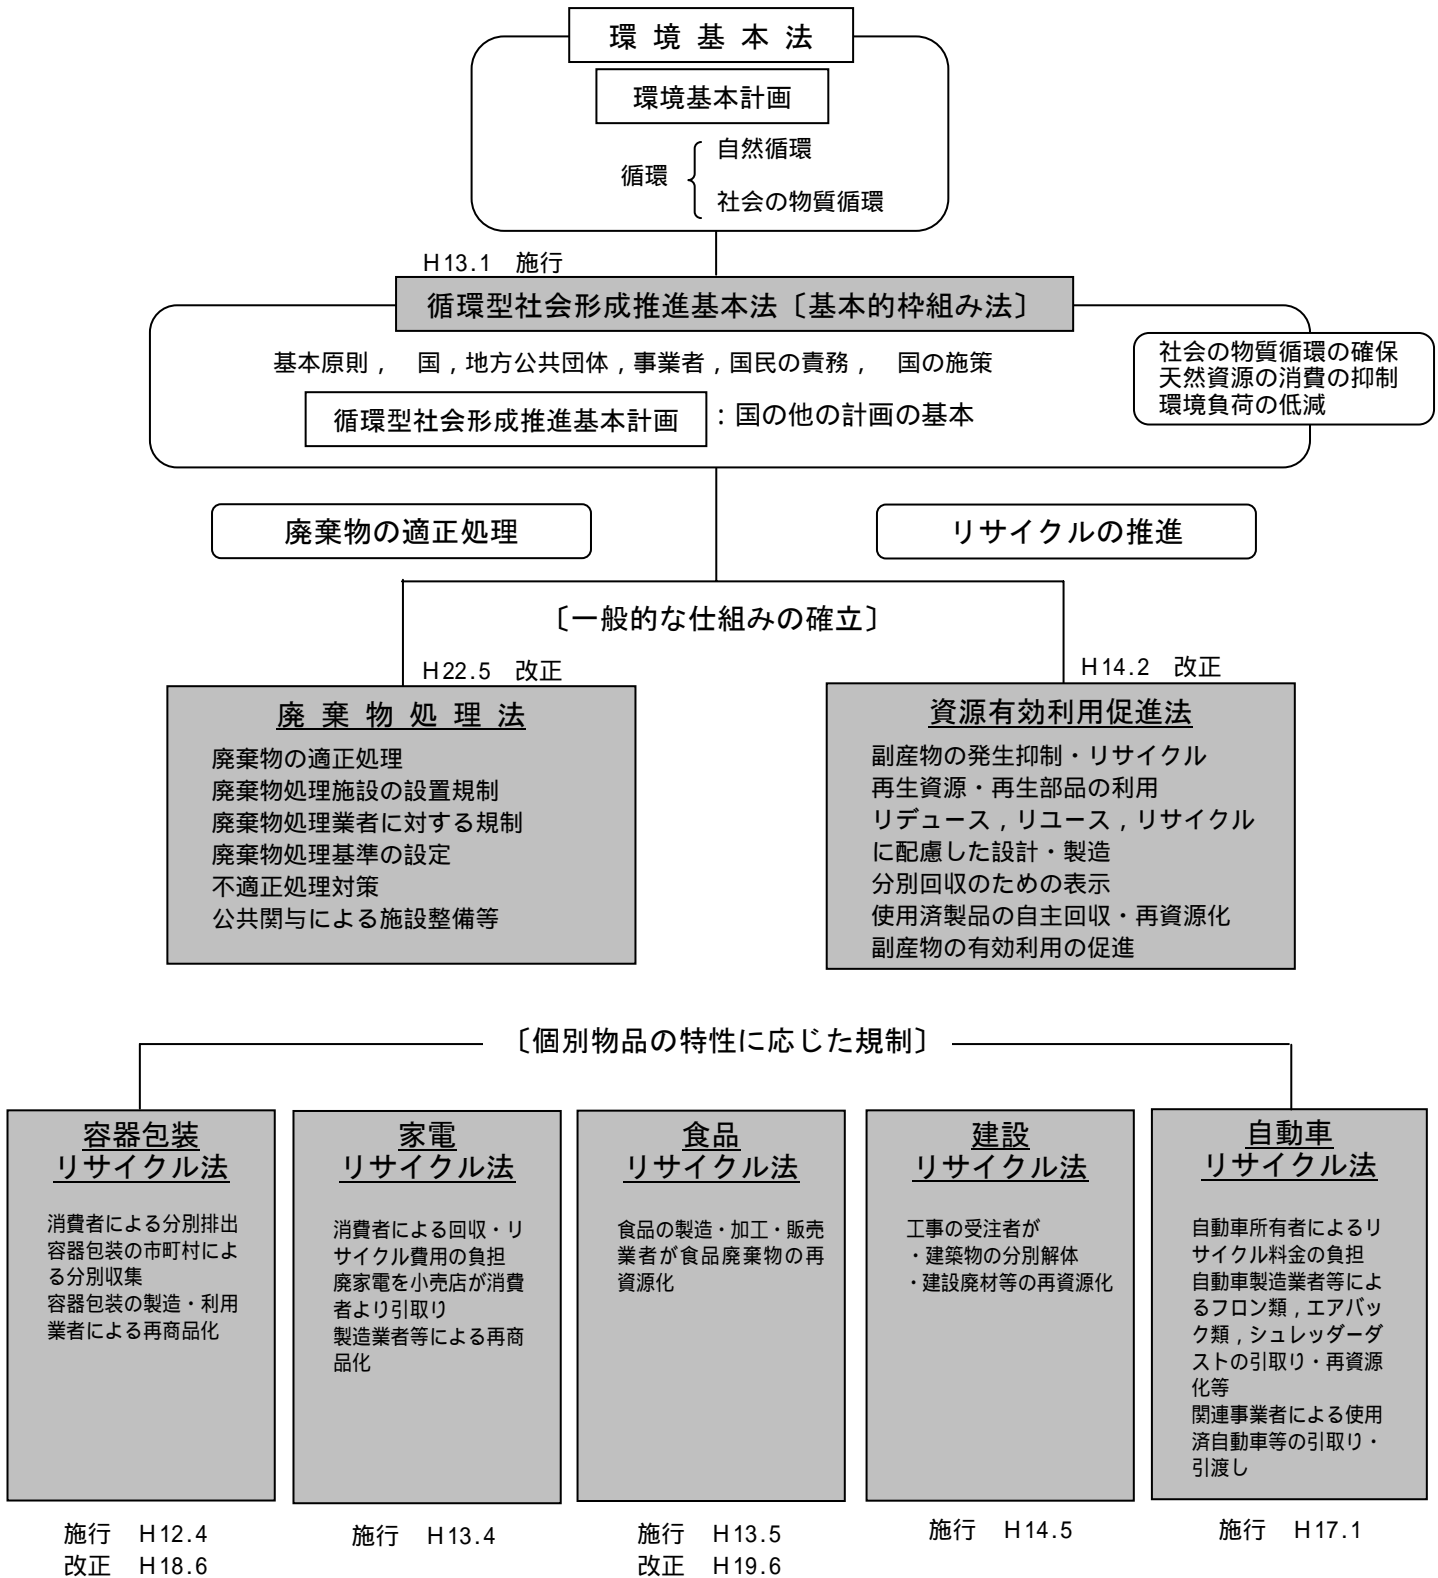 環境基本法
環境基本計画
循環
自然循環
社会の物質循環
H13.1　施行
循環型社会形成推進基本法〔基本的枠組み法〕
基本原則，　国，地方公共団体，事業者，国民の責務，　国の施策
循環型社会形成推進基本計画
：国の他の計画の基本
社会の物質循環の確保
天然資源の消費の抑制
環境負荷の低減
廃棄物の適正処理
リサイクルの推進
〔一般的な仕組みの確立〕
H22.5　改正
廃棄物処理法
廃棄物の適正処理
廃棄物処理施設の設置規制
廃棄物処理業者に対する規制
廃棄物処理基準の設定
不適正処理対策
公共関与による施設整備等
H14.2　改正
資源有効利用促進法
副産物の発生抑制・リサイクル
再生資源・再生部品の利用
リデュース，リユース，リサイクル
に配慮した設計・製造
分別回収のための表示
使用済製品の自主回収・再資源化
副産物の有効利用の促進
〔個別物品の特性に応じた規制〕
容器包装
リサイクル法
消費者による分別排出
容器包装の市町村によ
る分別収集
容器包装の製造・利用
業者による再商品化
施行　H12.4
改正　H18.6
家電
リサイクル法
消費者による回収・リ
サイクル費用の負担
廃家電を小売店が消費
者より引取り
製造業者等による再商
品化
施行　H13.4
食品
リサイクル法
食品の製造・加工・販売
業者が食品廃棄物の再
資源化
施行　H13.5
改正　H19.6
建設
リサイクル法
工事の受注者が
・建築物の分別解体
・建設廃材等の再資源化
施行　H14.5
自動車
リサイクル法
自動車所有者によるリ
サイクル料金の負担
自動車製造業者等によ
るフロン類，エアバッ
ク類，シュレッダーダ
ストの引取り・再資源
化等
関連事業者による使用
済自動車等の引取り・
引渡し
施行　H17.1